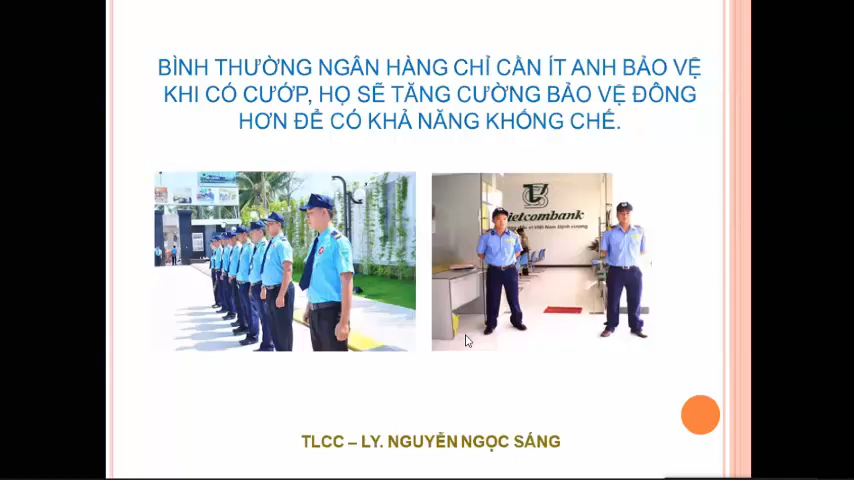 BÌNH THƯỜNG NGÂN HÀNG CHỈ CẦN ÍT ANH BẢO VỆ
KHI CÓ CƯỚP, HỌ SẼ TĂNG CƯỜNG BẢO VỆ ĐÔNG
HƠN ĐỂ CÓ KHẢ NĂNG KHỐNG CHẾ.
ietcombank
TLCC – LY. NGUYỄN NGỌC SÁNG